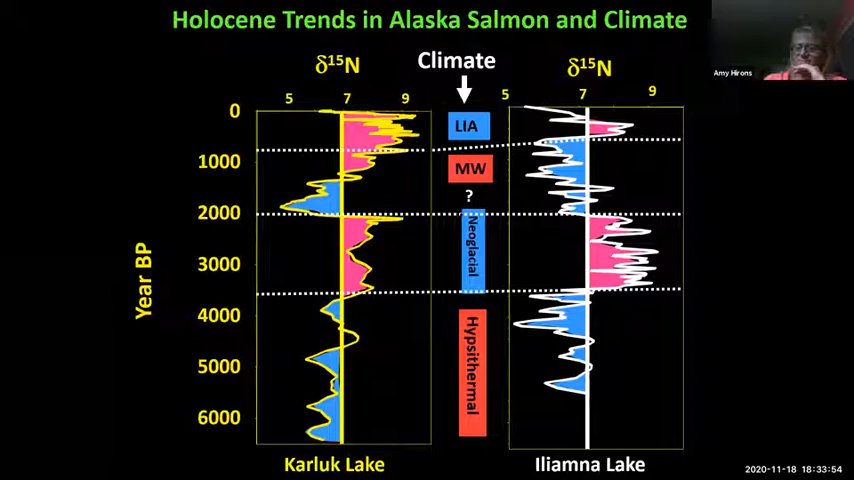 Holocene Trends in Alaska Salmon and Climate
Amy Hirons
δ15N
Climate
δ15N
5 7 9
5 7 9
0
1000
2000
3000
4000
5000
6000
Year BP
LIA
MW
?
Neoglacial
Hypsithermal
Karluk Lake
Iliamna Lake
2020-11-18 18:33:54